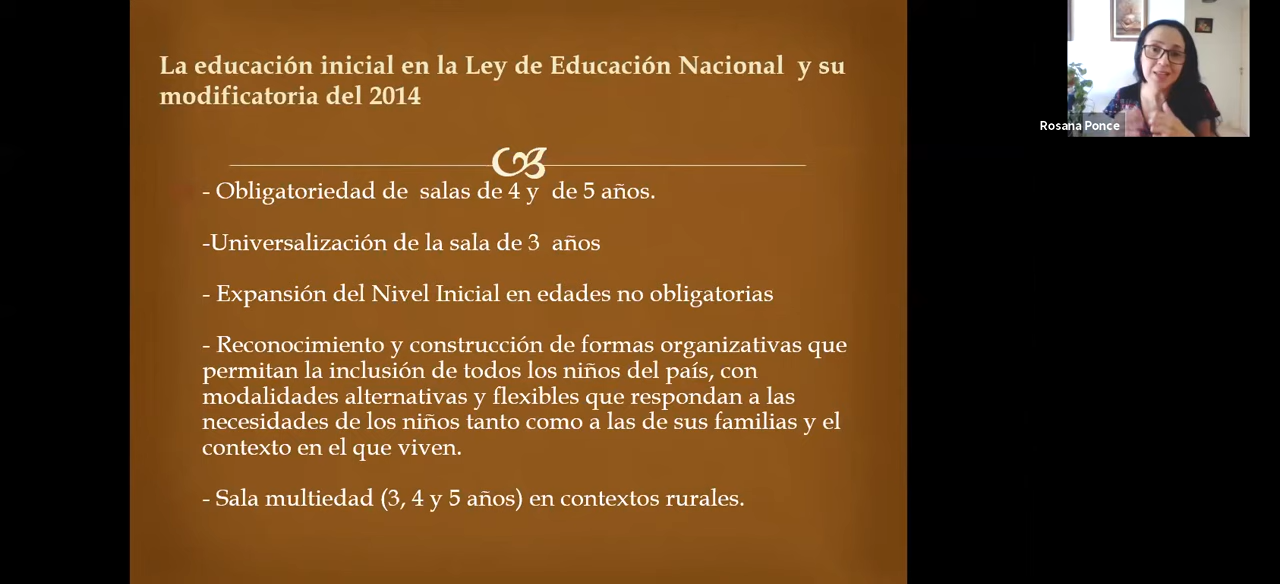 La educación inicial en la Ley de Educación Nacional y su
modificatoria del 2014
- Obligatoriedad de salas de 4 y de 5 años.
-Universalización de la sala de 3 años
- Expansión del Nivel Inicial en edades no obligatorias
- Reconocimiento y construcción de formas organizativas que
permitan la inclusión de todos los niños del país, con
modalidades alternativas y flexibles que respondan a las
necesidades de los niños tanto como a las de sus familias y el
contexto en el que viven.
- Sala multiedad (3, 4 y 5 años) en contextos rurales.
Rosana Ponce